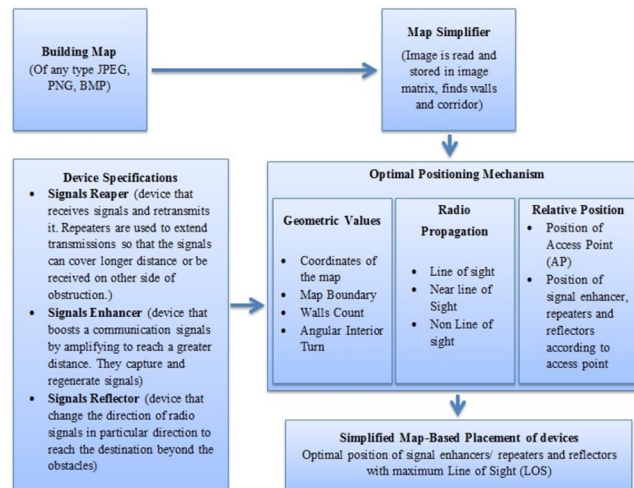 Building Map
(Of any type JPEG,
PNG, BMP)
Map Simplifier
(Image is read and
stored in image
matrix, finds walls
and corridor)
Device Specifications
• Signals Reaper (device that
receives signals and retransmits
it. Repeaters are used to extend
transmissions so that the signals
can cover longer distance or be
received on other side of
obstruction.)
• Signals Enhancer (device that
boosts a communication signals
by amplifying to reach a greater
distance. They capture and
regenerate signals)
• Signals Reflector (device that
change the direction of radio
signals in particular direction to
reach the destination beyond the
obstacles)
Optimal Positioning Mechanism
Geometric Values
• Coordinates of
the map
• Map Boundary
• Walls Count
• Angular Interior
Turn
Radio
Propagation
• Line of sight
• Near line of
Sight
• Non Line of
sight
Relative Position
• Position of
Access Point
(AP)
• Position of
signal enhancer,
repeaters and
reflectors
according to
access point
Simplified Map-Based Placement of devices
Optimal position of signal enhancers/ repeaters and reflectors
with maximum Line of Sight (LOS)